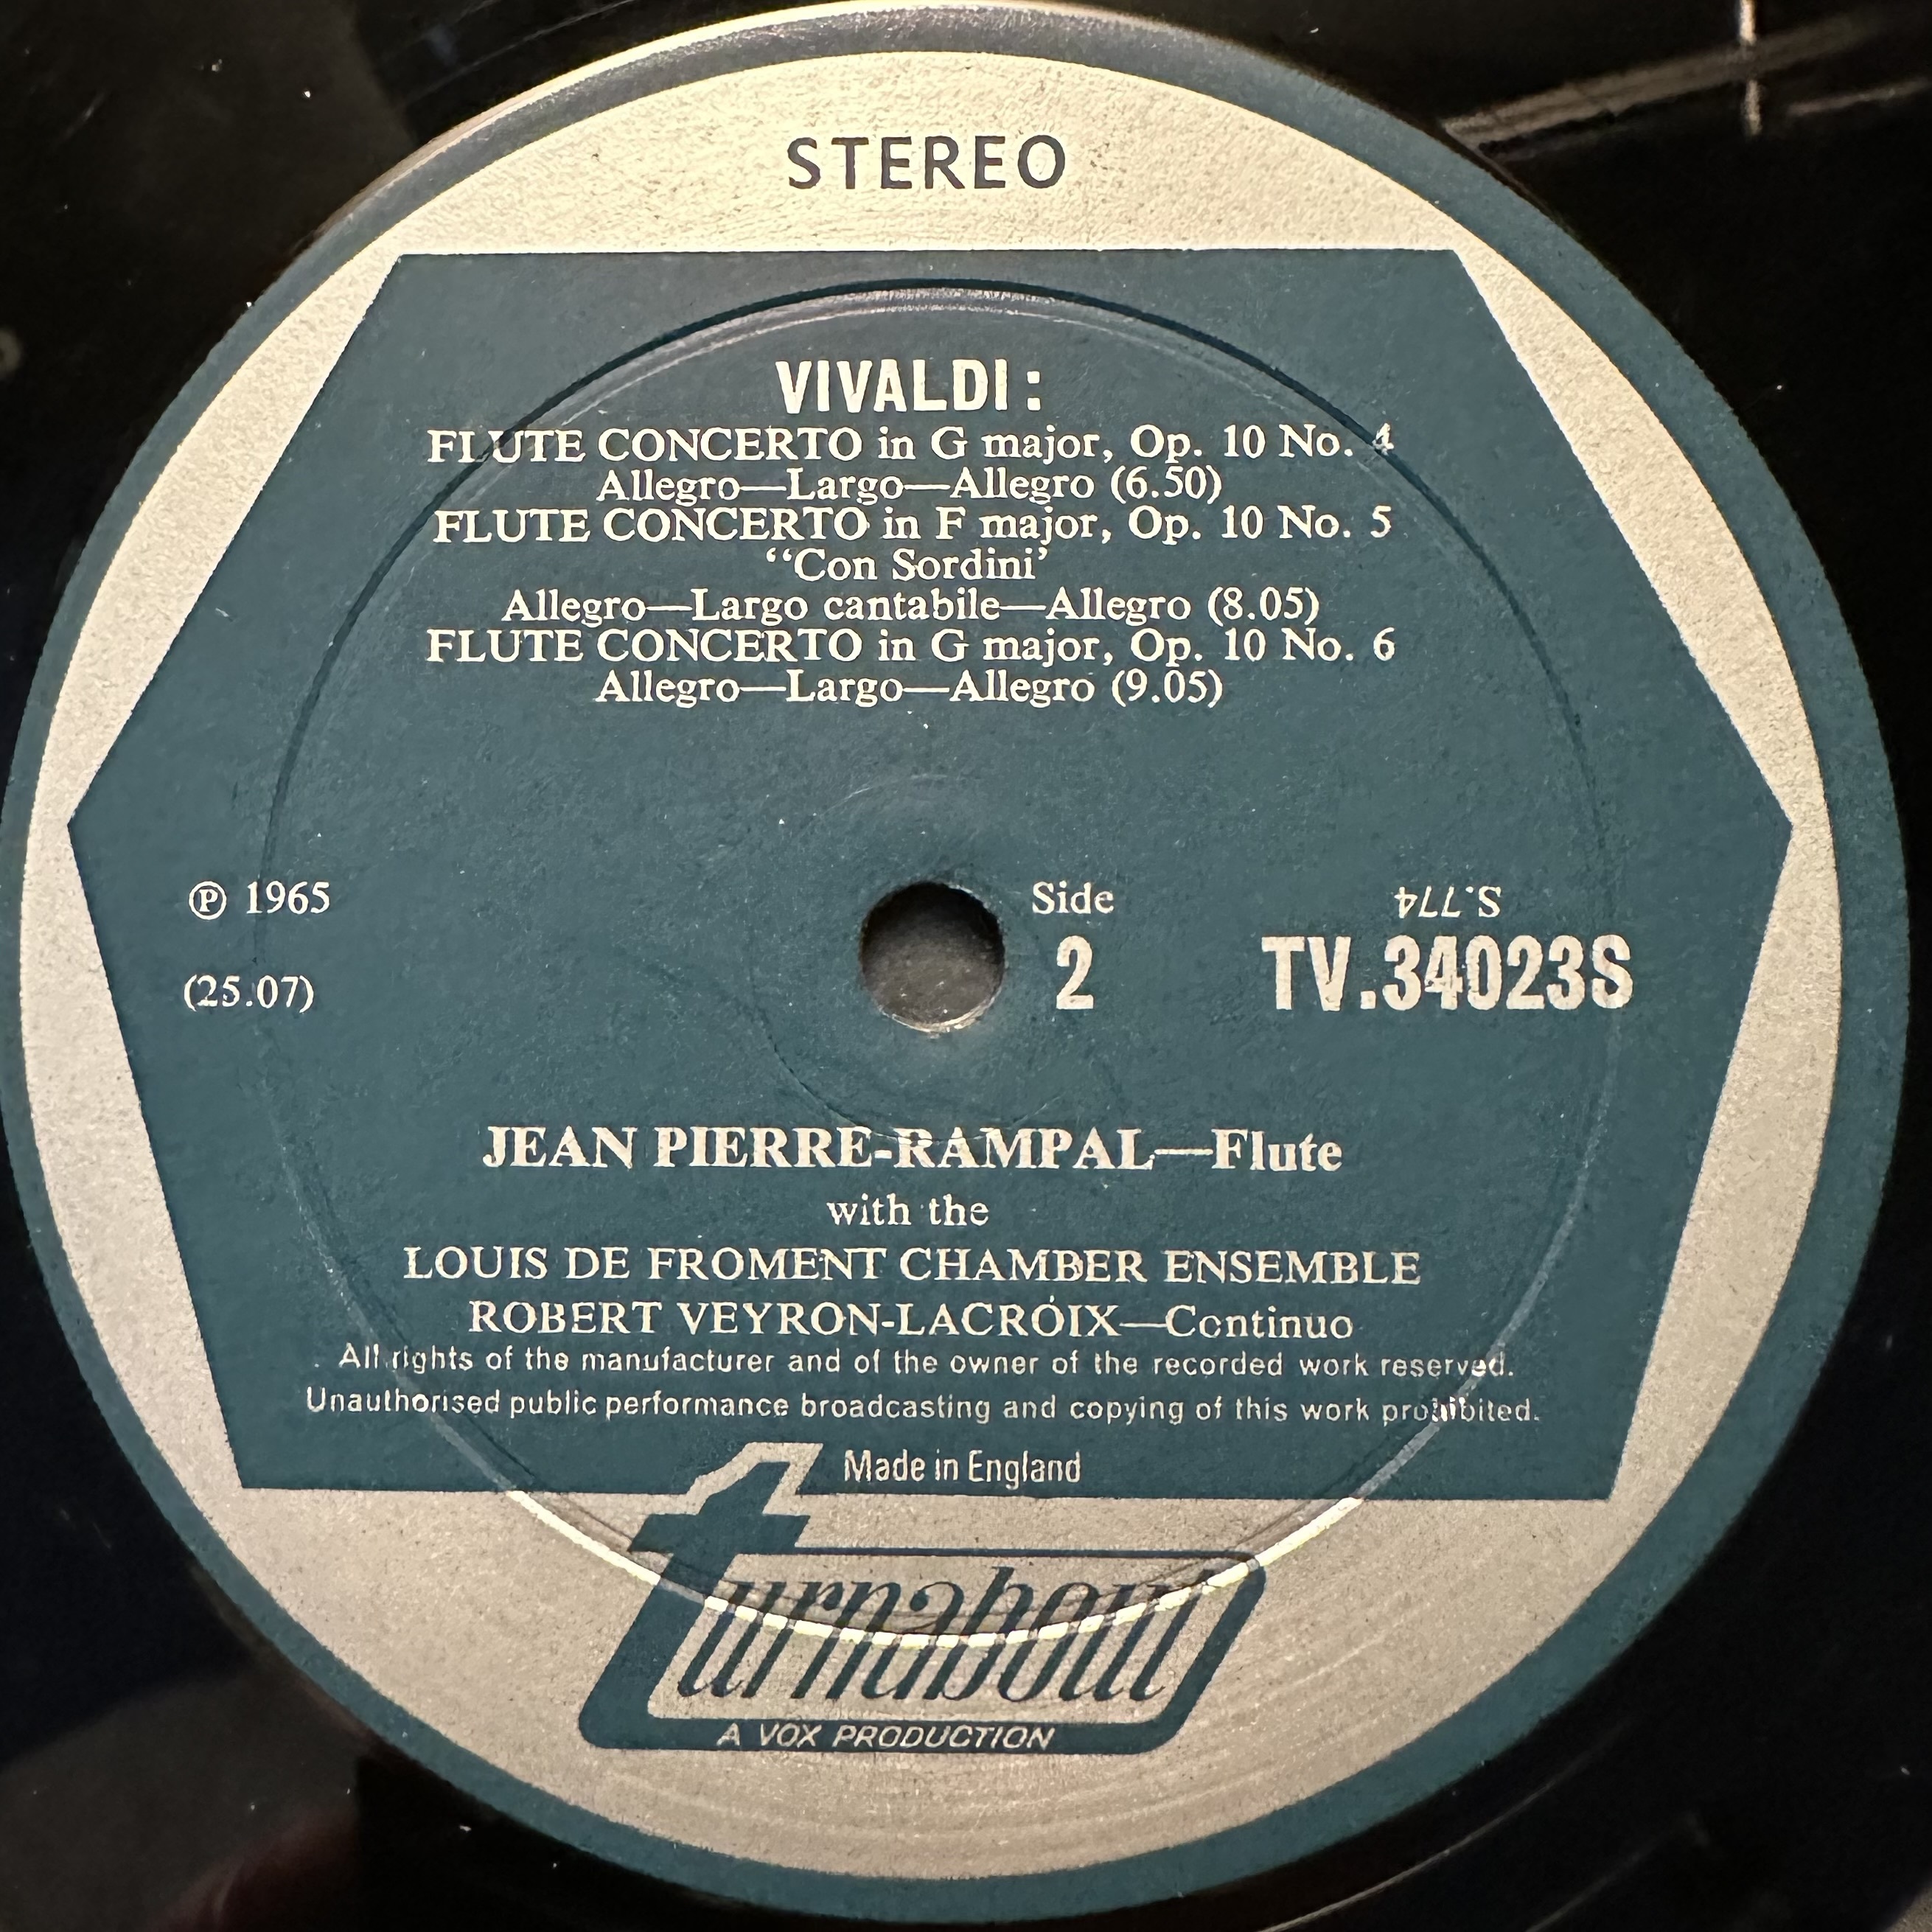 STEREO
VIVALDI:
FLUTE CONCERTO in G major, Op. 10 No. 4
Allegro—Largo—Allegro (6.50)
FLUTE CONCERTO in F major, Op. 10 No. 5
“Con Sordini’
Allegro—Largo cantabile—Allegro (8.05)
FLUTE CONCERTO in G major, Op. 10 No. 6
Allegro—Largo—Allegro (9.05)
Ⓟ 1965
(25.07)
Side
2
S.774
TV.34023S
JEAN PIERRE-RAMPAL—Flute
with the
LOUIS DE FROMENT CHAMBER ENSEMBLE
ROBERT VEYRON-LACROIX—Continuo
All rights of the manufacturer and of the owner of the recorded work reserved.
Unauthorised public performance broadcasting and copying of this work prohibited.
Made in England
turnabout
A VOX PRODUCTION